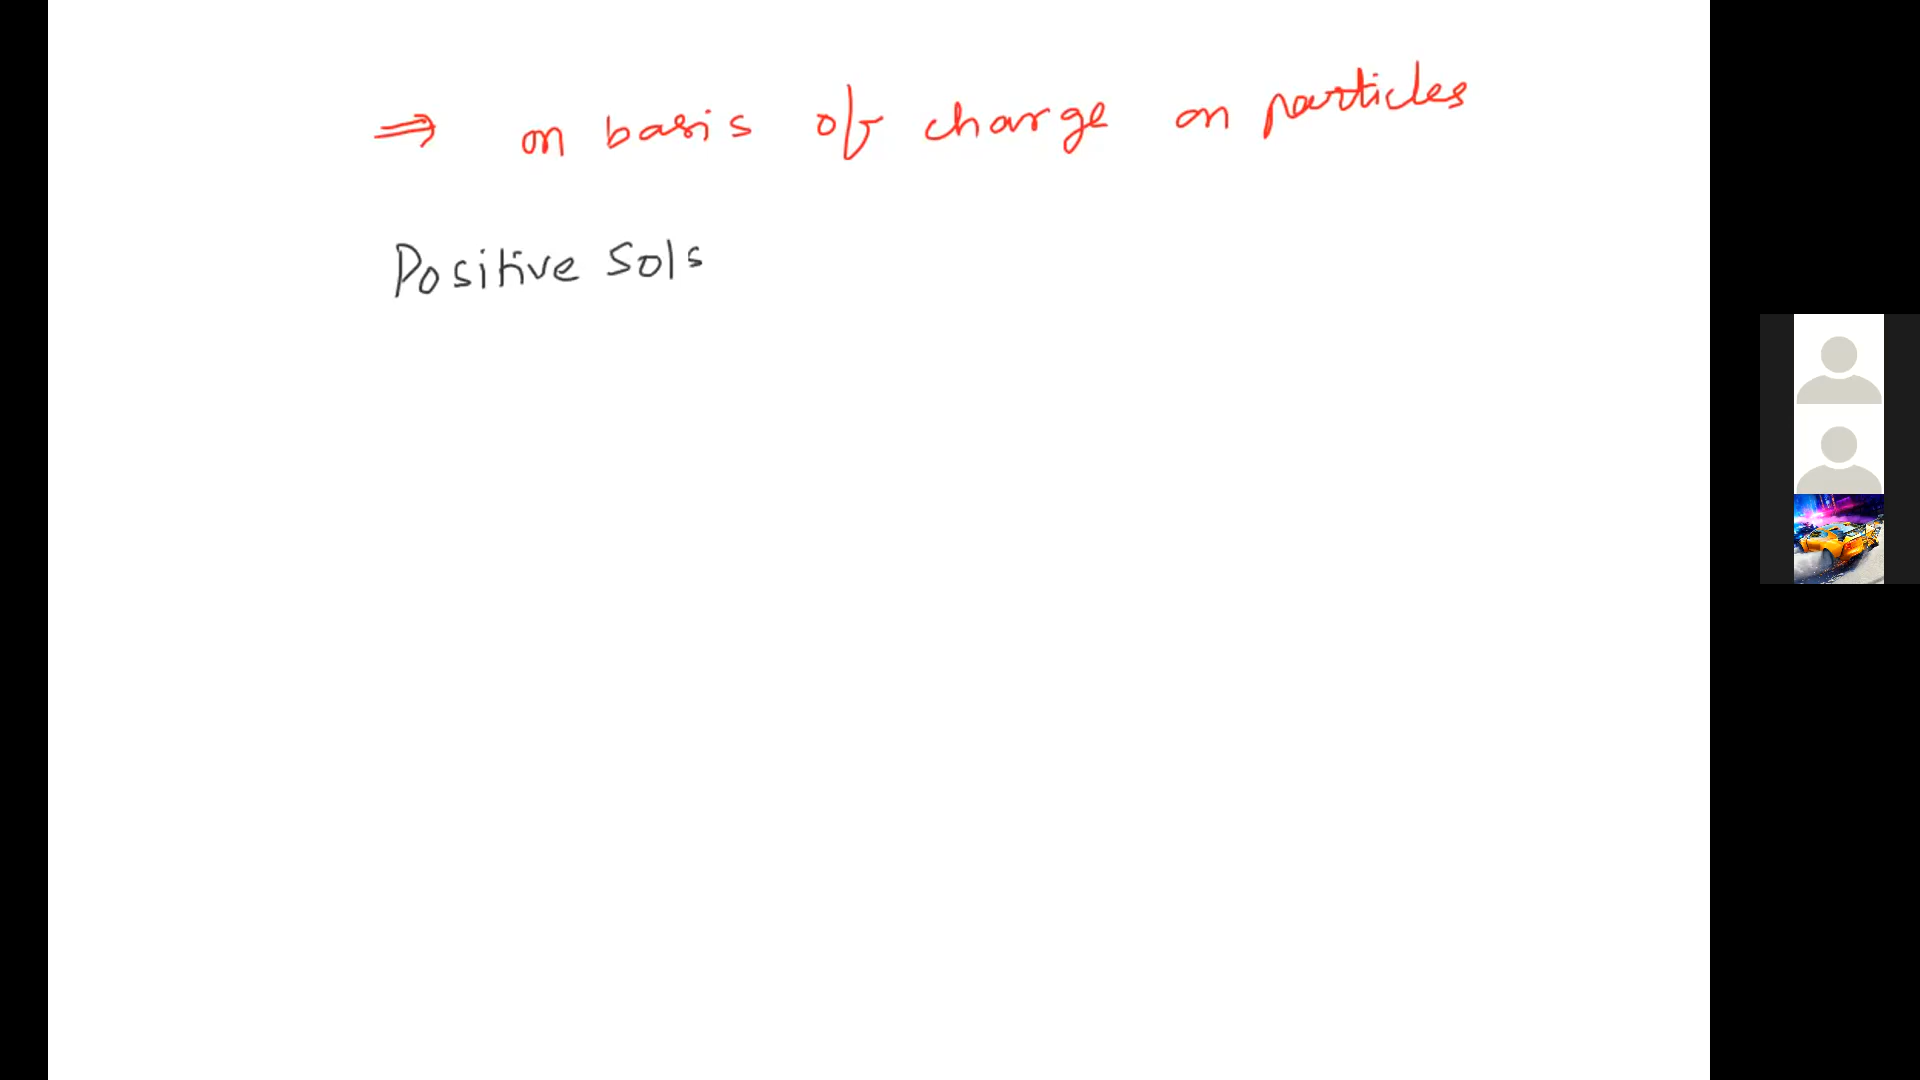 ⇒ on basis of charge on particles
Positive Sols